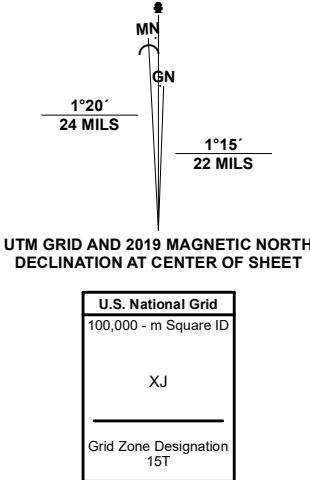 MN
GN
1°20´
24 MILS
1°15´
22 MILS
UTM GRID AND 2019 MAGNETIC NORTH
DECLINATION AT CENTER OF SHEET
U.S. National Grid
100,000 - m Square ID
XJ
Grid Zone Designation
15T